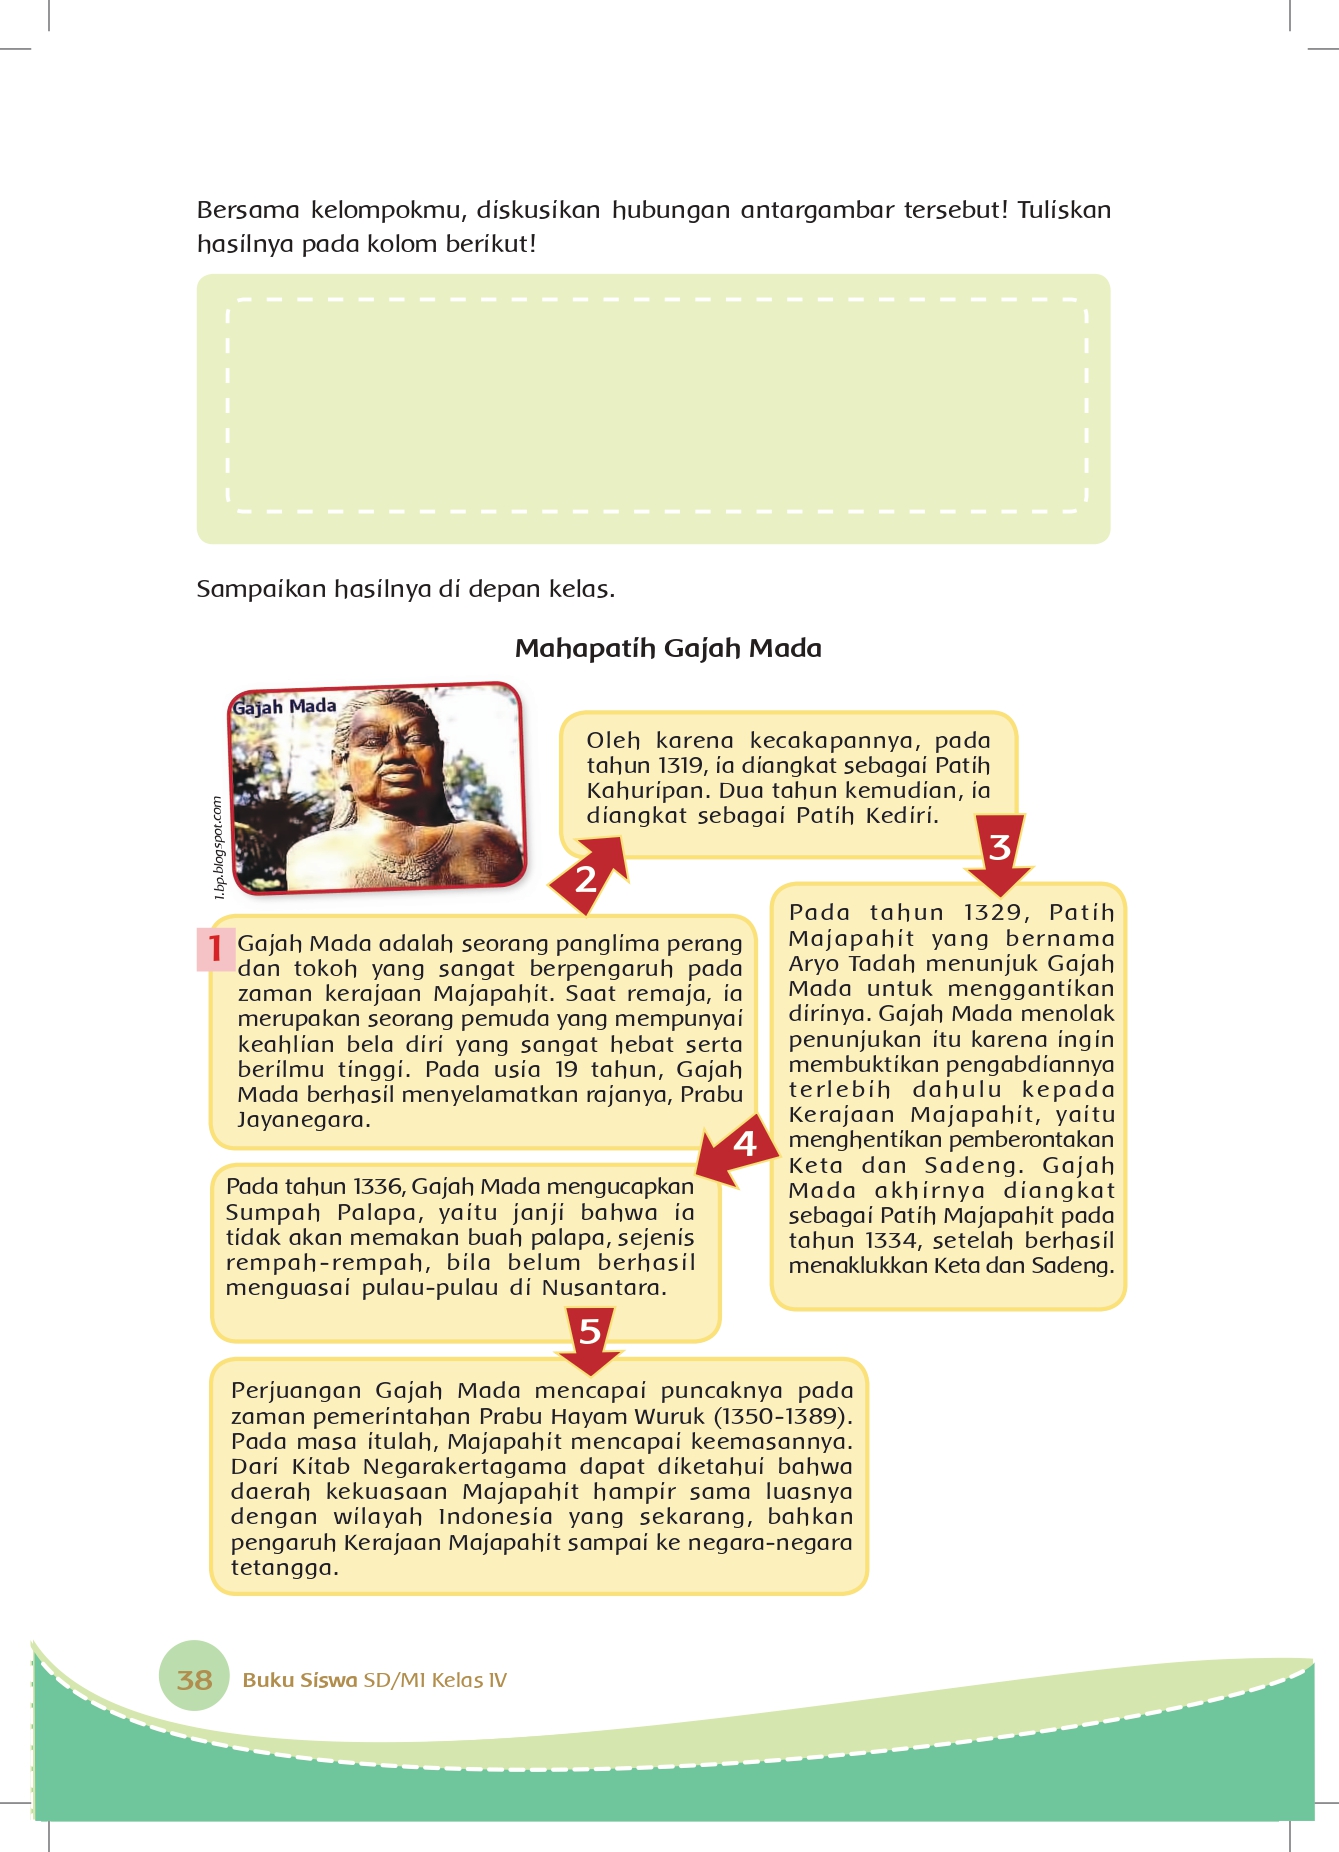 Bersama kelompokmu, diskusikan hubungan antargambar tersebut! Tuliskan
hasilnya pada kolom berikut!
Sampaikan hasilnya di depan kelas.
Mahapatih Gajah Mada
Gajah Mada
1.bp.blogspot.com
1
Gajah Mada adalah seorang panglima perang
dan tokoh yang sangat berpengaruh pada
zaman kerajaan Majapahit. Saat remaja, ia
merupakan seorang pemuda yang mempunyai
keahlian bela diri yang sangat hebat serta
berilmu tinggi. Pada usia 19 tahun, Gajah
Mada berhasil menyelamatkan rajanya, Prabu
Jayanegara.
2
Oleh karena kecakapannya, pada
tahun 1319, ia diangkat sebagai Patih
Kahuripan. Dua tahun kemudian, ia
diangkat sebagai Patih Kediri.
3
Pada tahun 1329, Patih
Majapahit yang bernama
Aryo Tadah menunjuk Gajah
Mada untuk menggantikan
dirinya. Gajah Mada menolak
penunjukan itu karena ingin
membuktikan pengabdiannya
terlebih dahulu kepada
Kerajaan Majapahit, yaitu
menghentikan pemberontakan
Keta dan Sadeng. Gajah
Mada akhirnya diangkat
sebagai Patih Majapahit pada
tahun 1334, setelah berhasil
menaklukkan Keta dan Sadeng.
4
Pada tahun 1336, Gajah Mada mengucapkan
Sumpah Palapa, yaitu janji bahwa ia
tidak akan memakan buah palapa, sejenis
rempah-rempah, bila belum berhasil
menguasai pulau-pulau di Nusantara.
5
Perjuangan Gajah Mada mencapai puncaknya pada
zaman pemerintahan Prabu Hayam Wuruk (1350-1389).
Pada masa itulah, Majapahit mencapai keemasannya.
Dari Kitab Negarakertagama dapat diketahui bahwa
daerah kekuasaan Majapahit hampir sama luasnya
dengan wilayah Indonesia yang sekarang, bahkan
pengaruh Kerajaan Majapahit sampai ke negara-negara
tetangga.
38
Buku Siswa SD/MI Kelas IV